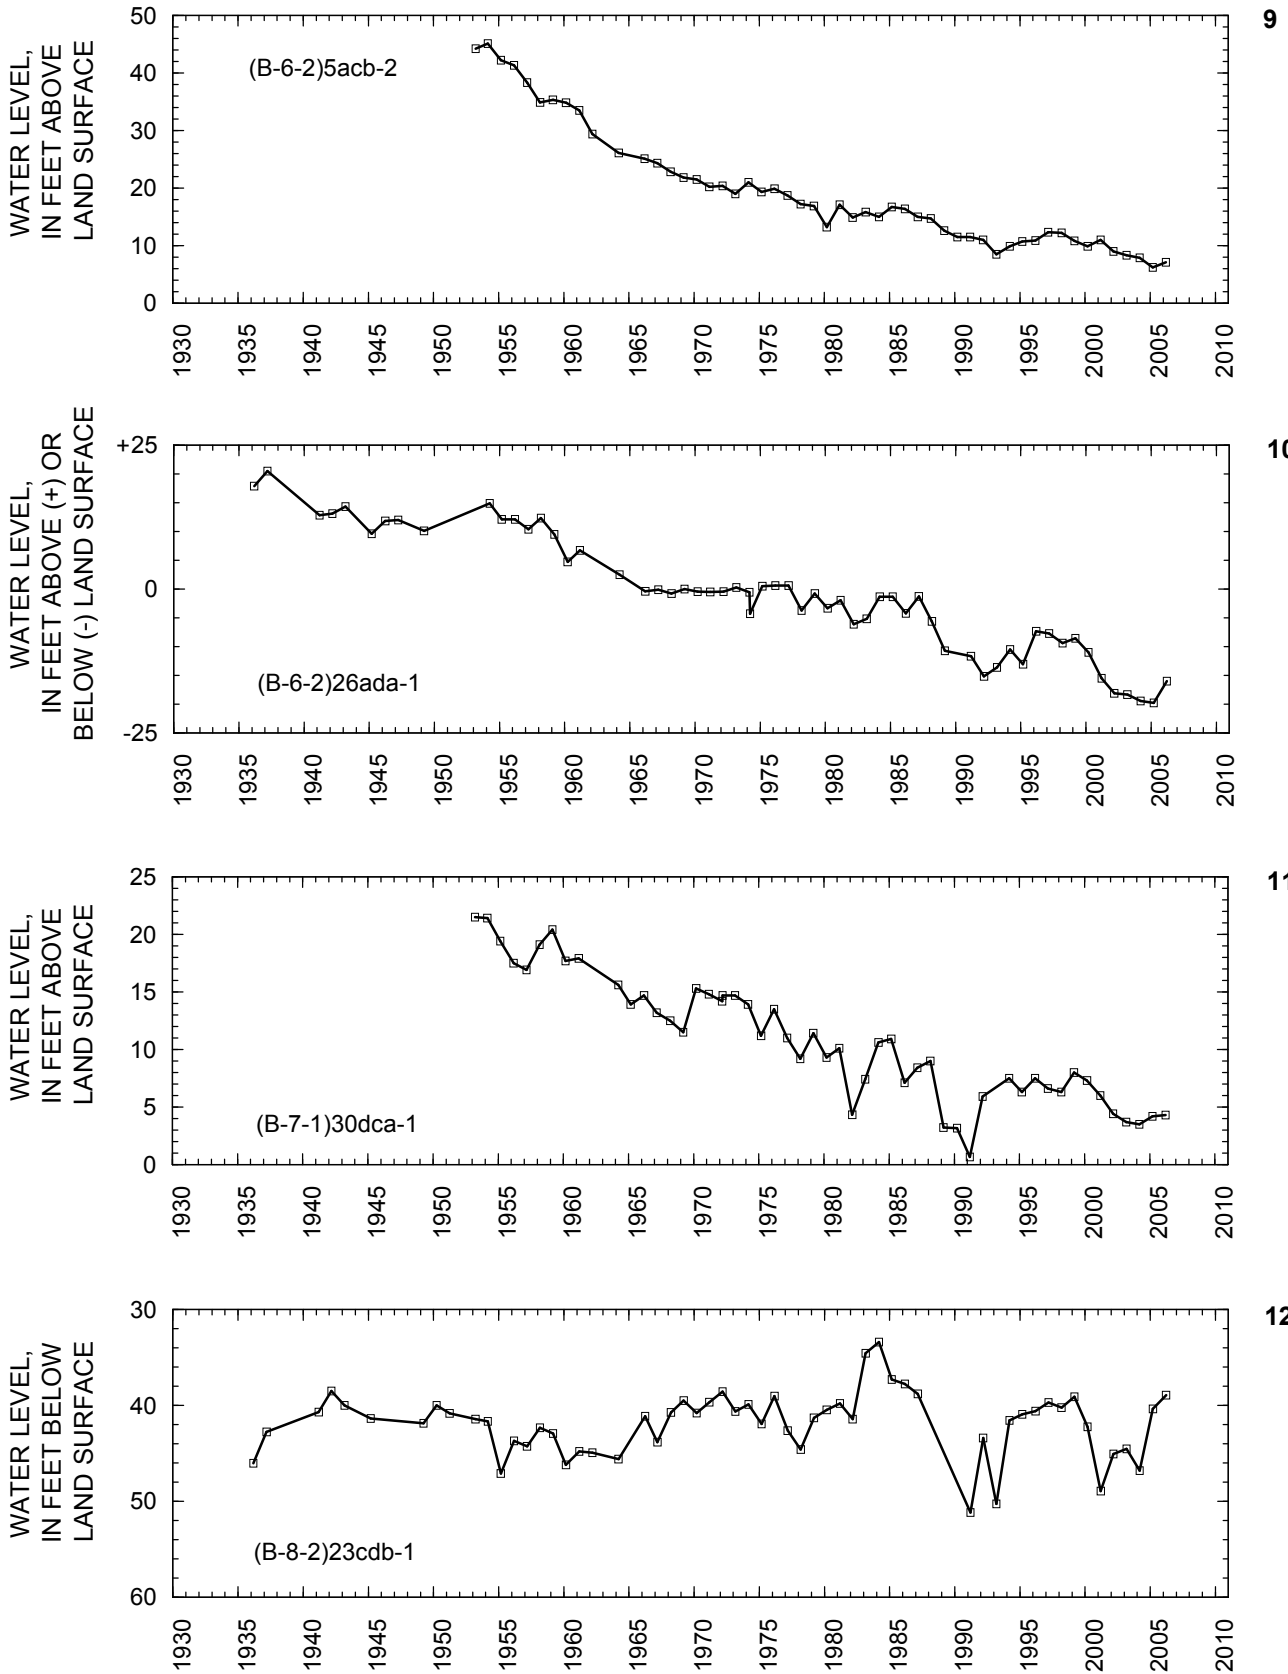 9
WATER LEVEL,
IN FEET ABOVE
LAND SURFACE
50
40
30
20
10
0
(B-6-2)5acb-2
1930 1935 1940 1945 1950 1955 1960 1965 1970 1975 1980 1985 1990 1995 2000 2005 2010
10
WATER LEVEL,
IN FEET ABOVE (+) OR
BELOW (-) LAND SURFACE
+25
0
-25
(B-6-2)26ada-1
1930 1935 1940 1945 1950 1955 1960 1965 1970 1975 1980 1985 1990 1995 2000 2005 2010
11
WATER LEVEL,
IN FEET ABOVE
LAND SURFACE
25
20
15
10
5
0
(B-7-1)30dca-1
1930 1935 1940 1945 1950 1955 1960 1965 1970 1975 1980 1985 1990 1995 2000 2005 2010
12
WATER LEVEL,
IN FEET BELOW
LAND SURFACE
30
40
50
60
(B-8-2)23cdb-1
1930 1935 1940 1945 1950 1955 1960 1965 1970 1975 1980 1985 1990 1995 2000 2005 2010